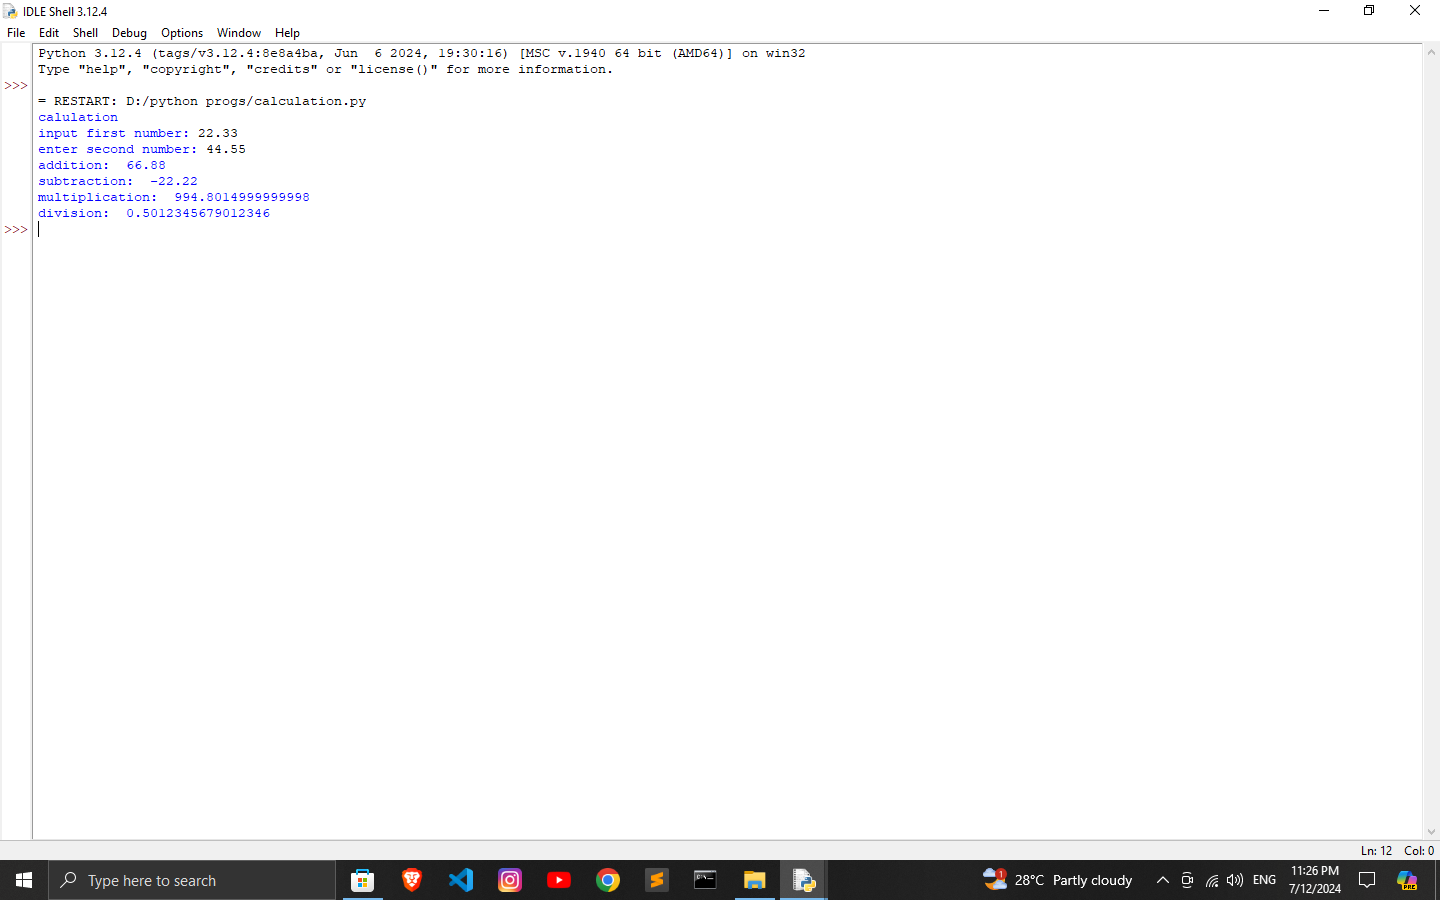 IDLE Shell 3.12.4
File Edit Shell Debug Options Window Help
Python 3.12.4 (tags/v3.12.4:8e8a4ba, Jun  6 2024, 19:30:16) [MSC v.1940 64 bit (AMD64)] on win32
Type "help", "copyright", "credits" or "license()" for more information.
>>>
= RESTART: D:/python progs/calculation.py
calulation
input first number: 22.33
enter second number: 44.55
addition:  66.88
subtraction:  -22.22
multiplication:  994.8014999999998
division:  0.5012345679012346
>>>
Ln: 12 Col: 0
Type here to search
1
28°C Partly cloudy
ENG
11:26 PM
7/12/2024
PRE